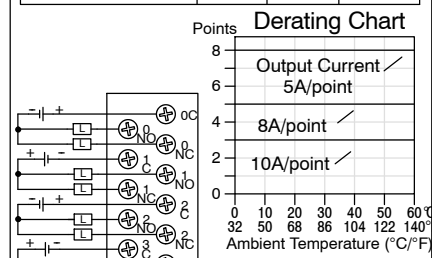 Points Derating Chart
8
6
4
2
0
Output Current
5A/point
8A/point
10A/point
0 10 20 30 40 50 60°C
32 50 68 86 104 122 140°
Ambient Temperature (°C/°F)
- +
0C
L
0
NO
L
0
NC
+ -
1
C
L
1
NO
L
1
NC
- +
2
C
L
2
NO
L
2
NC
+ -
3
C